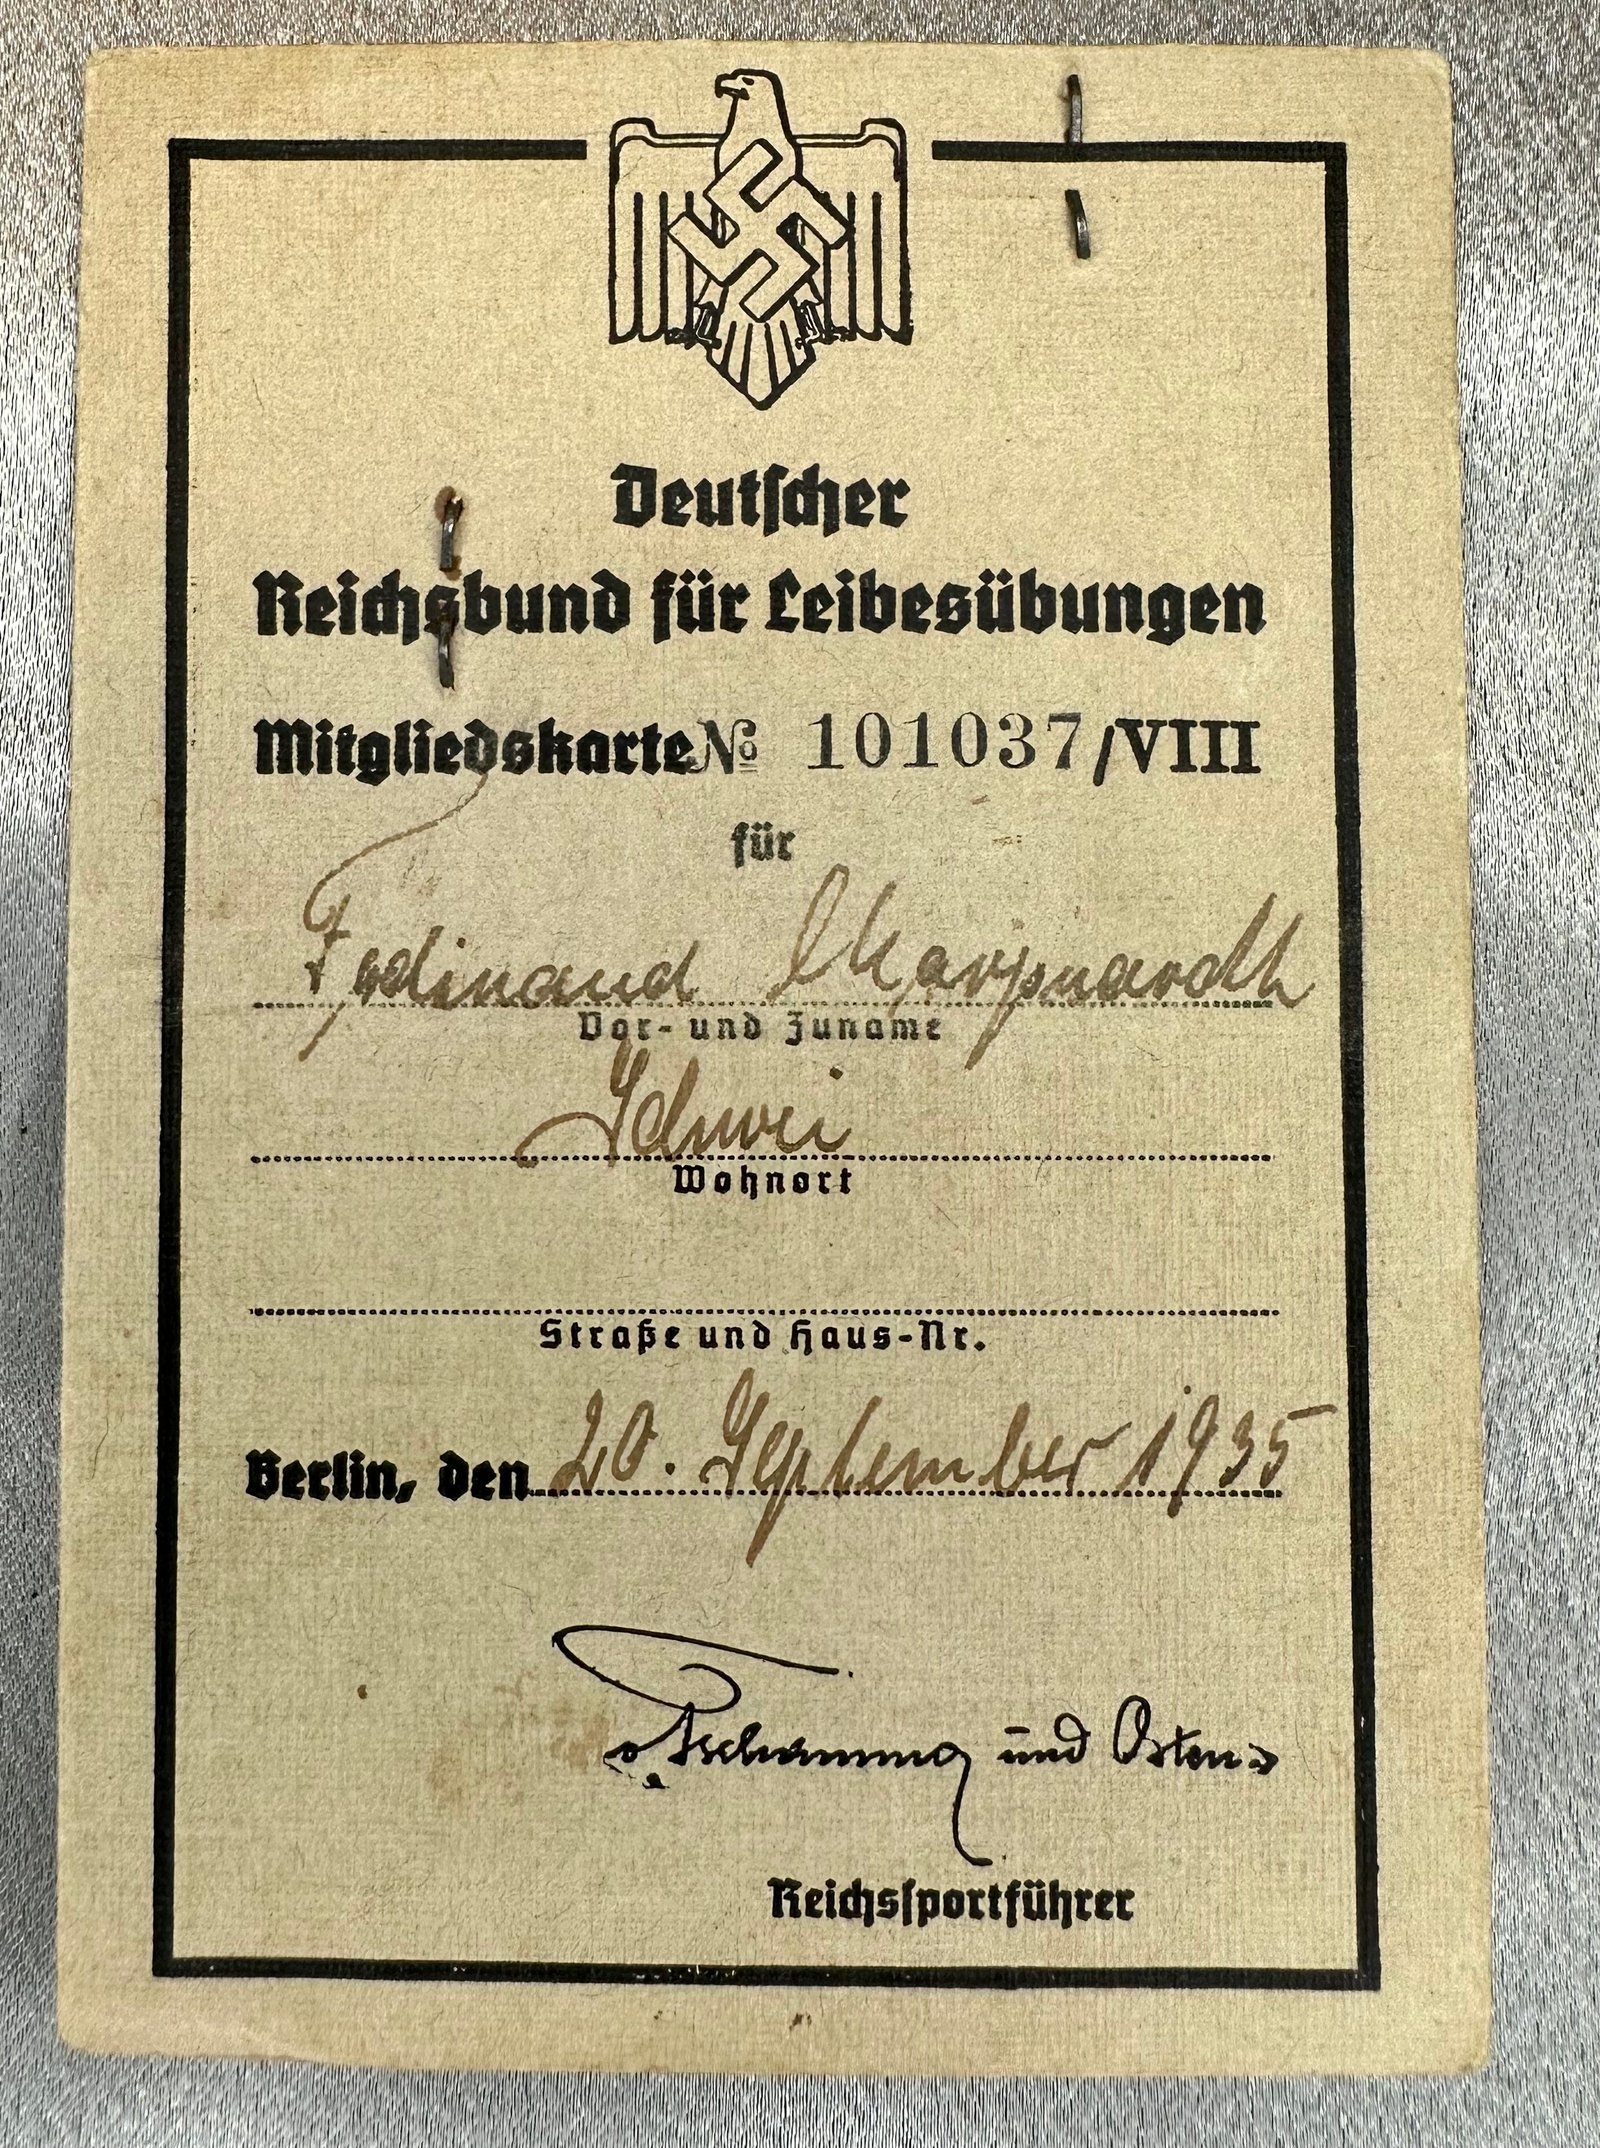 Deutscher
Reichsbund für Leibesübungen
Mitgliedskarte No 101037/VIII
für
Ferdinand
Vor- und Zuname
Schwei
Wohnort
Straße und Haus-Nr.
Berlin, den 20. September 1935
v. Tschammer und Osten
Reichssportführer